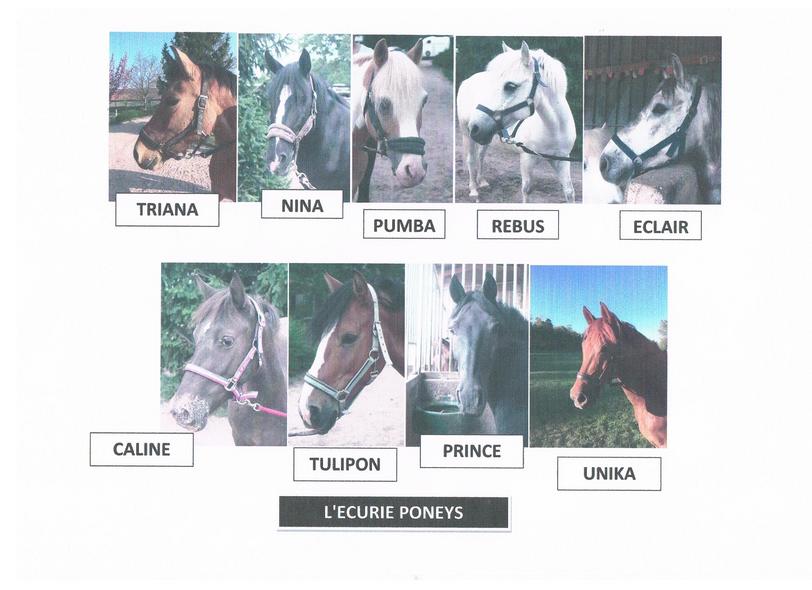 TRIANA
NINA
PUMBA
REBUS
ECLAIR
CALINE
TULIPON
PRINCE
UNIKA
L'ECURIE PONEYS